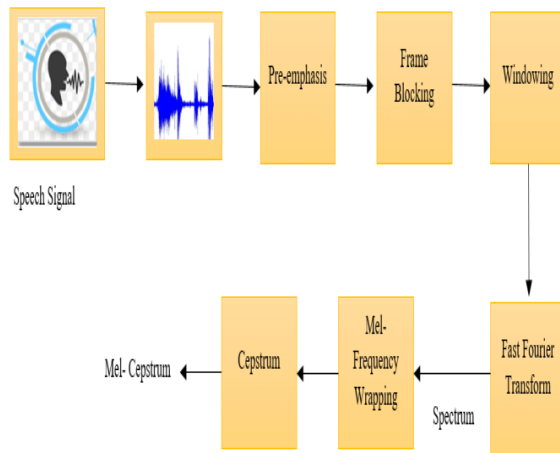 Pre-emphasis
Frame
Blocking
Windowing
Speech Signal
Fast Fourier
Transform
Spectrum
Mel-
Frequency
Wrapping
Cepstrum
Mel- Cepstrum